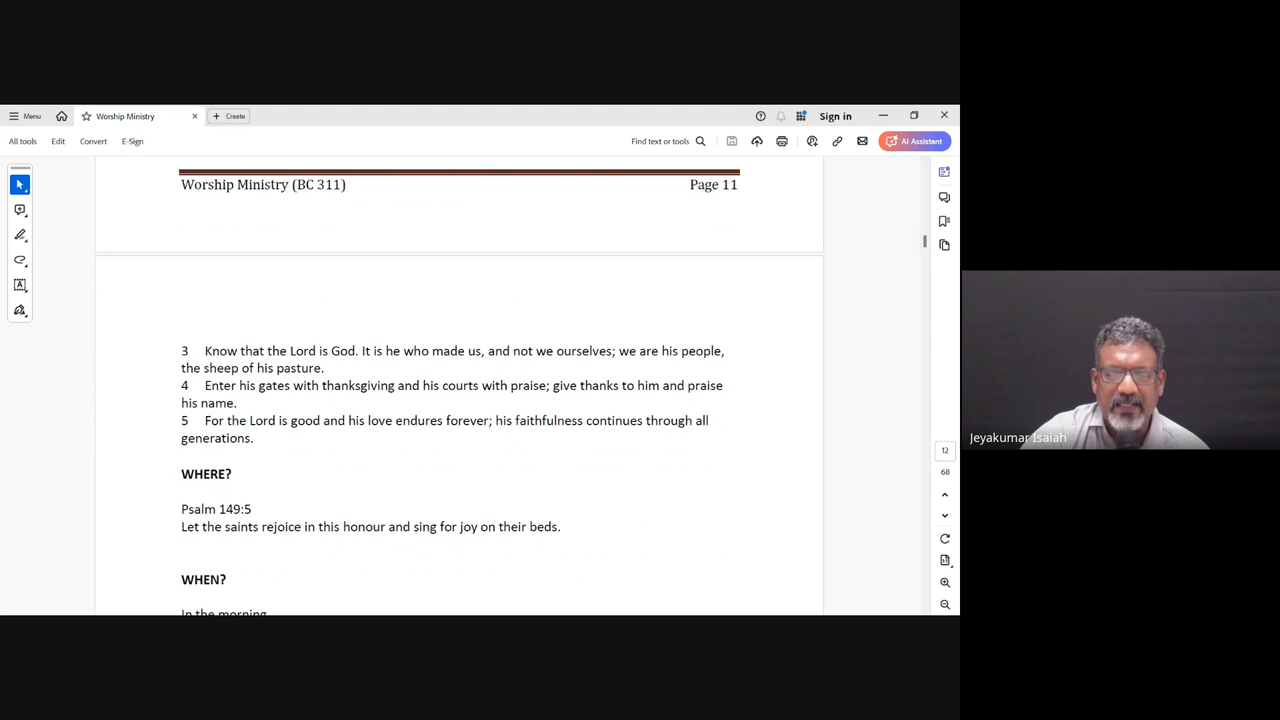 Menu
Worship Ministry
Create
Sign in
All tools
Edit
Convert
E-Sign
Find text or tools
AI Assistant
Worship Ministry (BC 311)
Page 11
3 Know that the Lord is God. It is he who made us, and not we ourselves; we are his people,
the sheep of his pasture.
4 Enter his gates with thanksgiving and his courts with praise; give thanks to him and praise
his name.
5 For the Lord is good and his love endures forever; his faithfulness continues through all
generations.
WHERE?
Psalm 149:5
Let the saints rejoice in this honour and sing for joy on their beds.
WHEN?
In the morning
12
68
Jeyakumar Isaiah